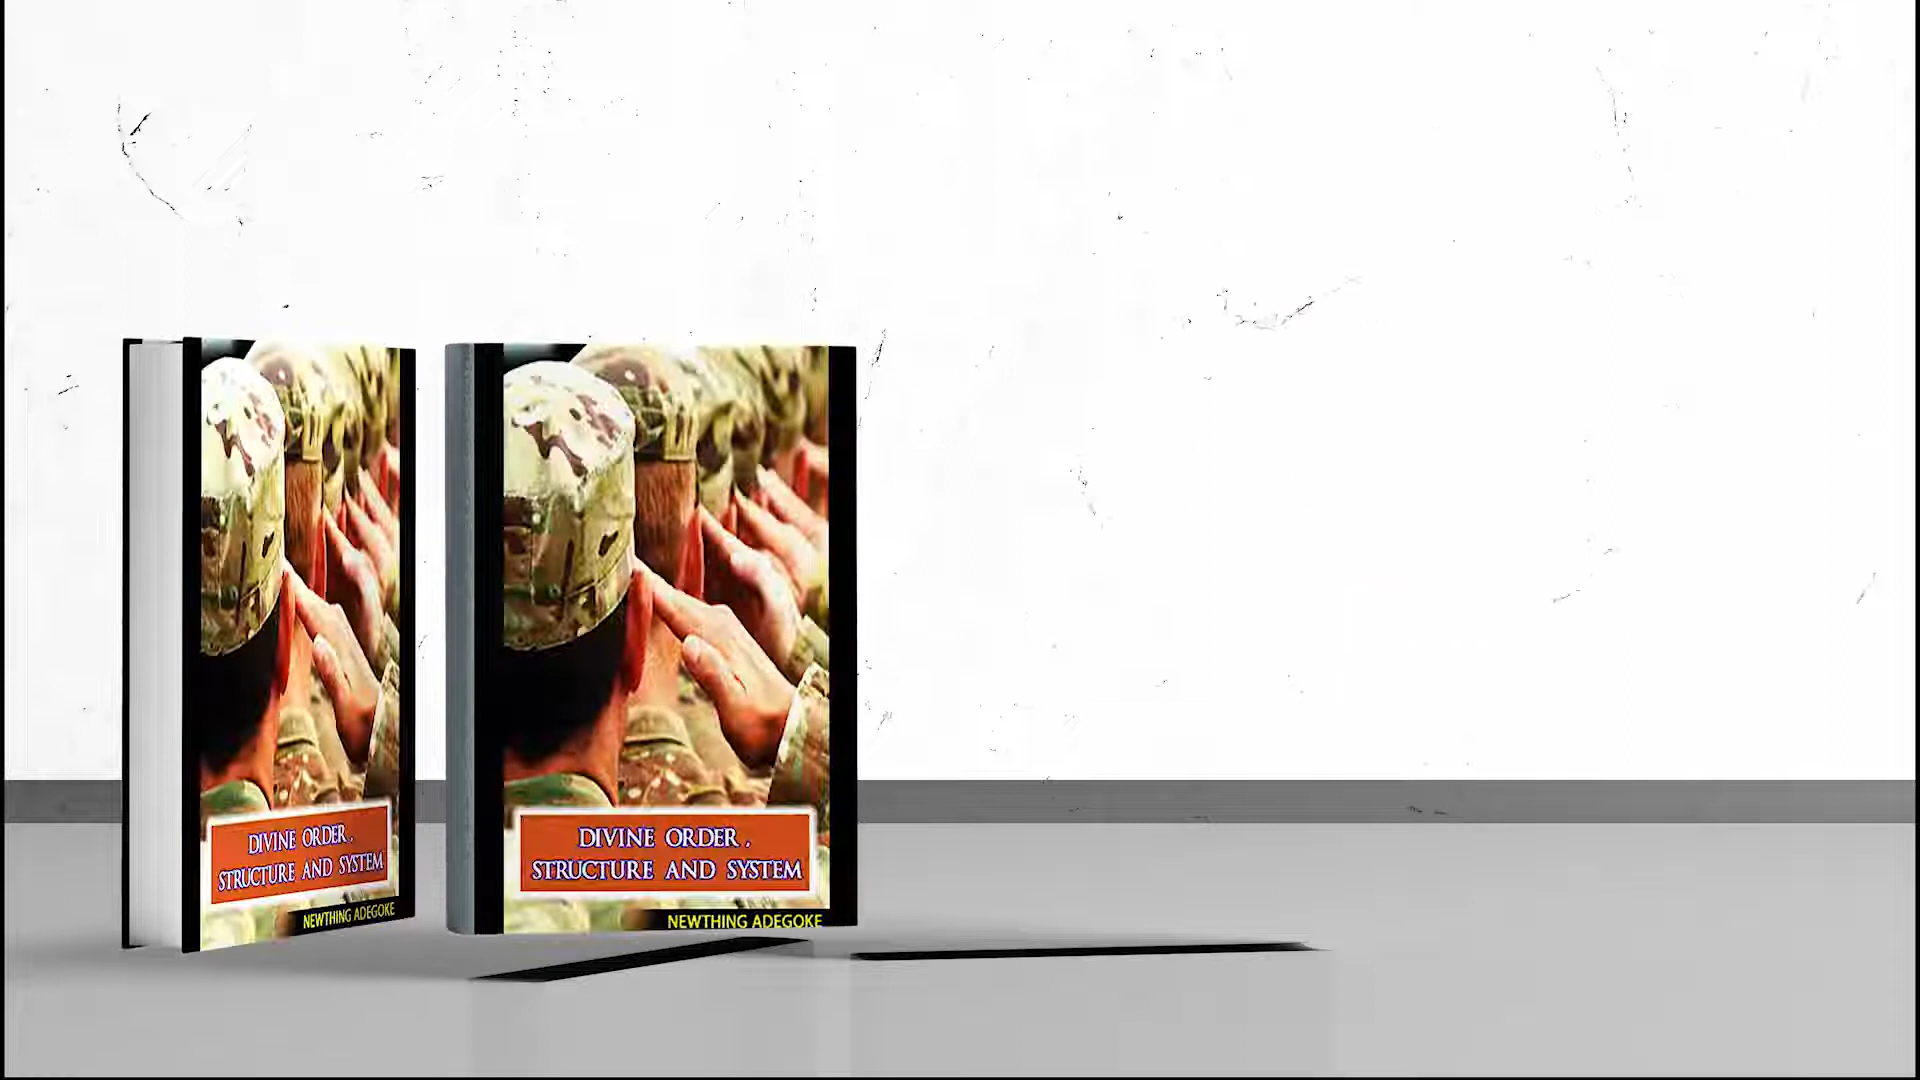 DIVINE ORDER,
STRUCTURE AND SYSTEM
NEWTHING ADEGOKE
DIVINE ORDER,
STRUCTURE AND SYSTEM
NEWTHING ADEGOKE